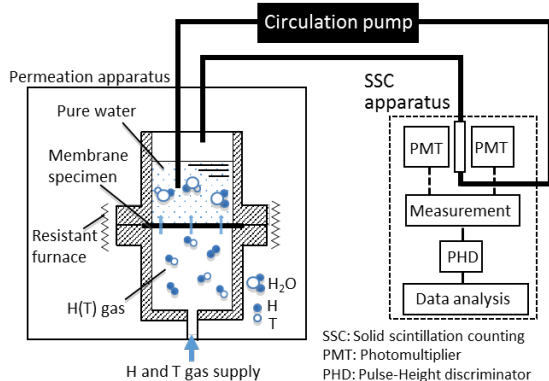 Circulation pump
Permeation apparatus
SSC
apparatus
Pure water
Membrane
specimen
Resistant
furnace
H(T) gas
H₂O
H
T
H and T gas supply
PMT
PMT
Measurement
PHD
Data analysis
SSC: Solid scintillation counting
PMT: Photomultiplier
PHD: Pulse-Height discriminator